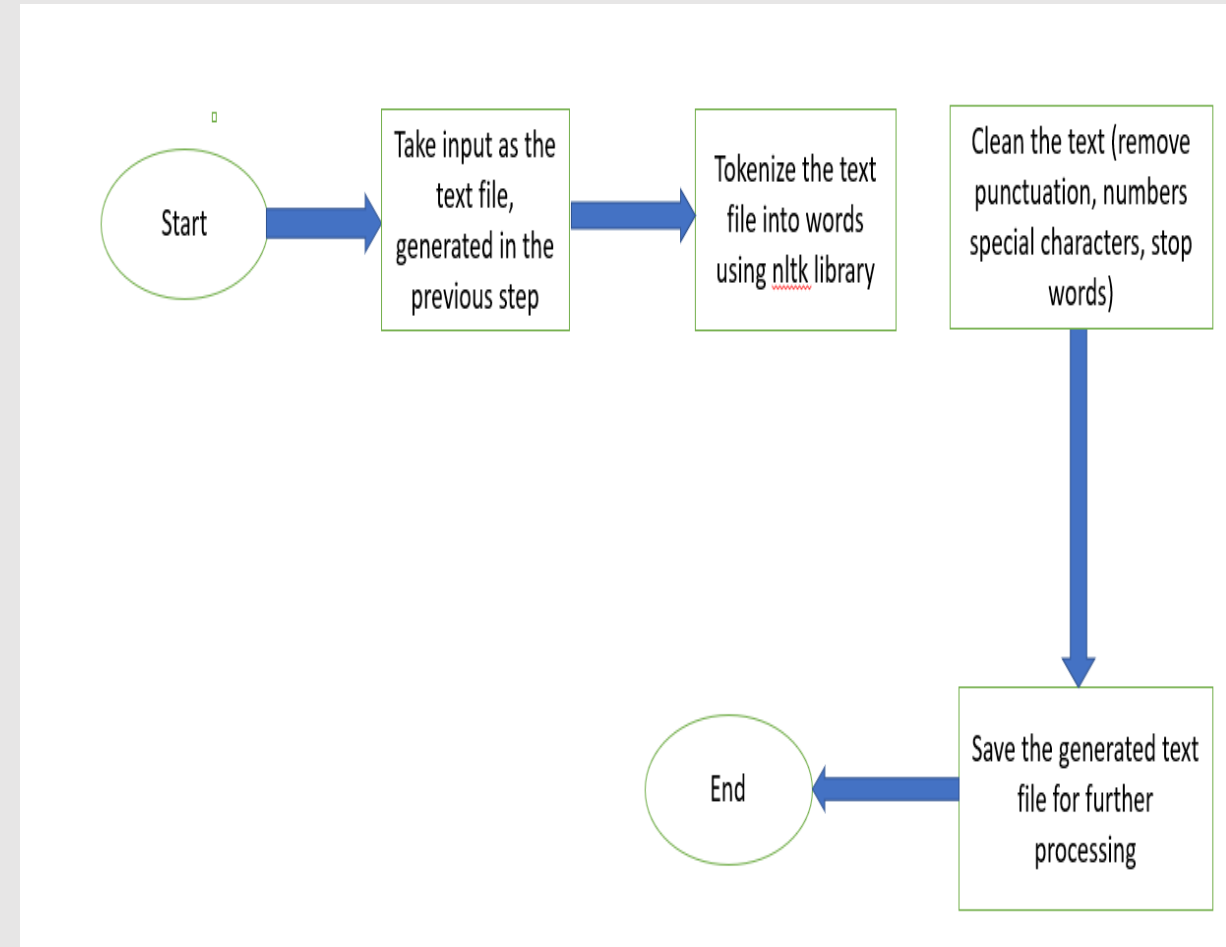 Start
Take input as the
text file,
generated in the
previous step
Tokenize the text
file into words
using nltk library
Clean the text (remove
punctuation, numbers
special characters, stop
words)
Save the generated text
file for further
processing
End